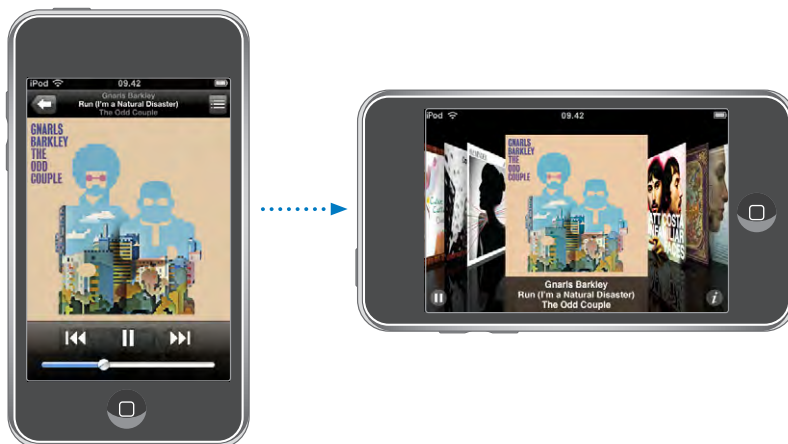 iPod 09.42
Gnarls Barkley
Run (I'm a Natural Disaster)
The Odd Couple
GNARLS
BARKLEY
THE
ODD
COUPLE
iPod 09.42
GNARLS
BARKLEY
THE
ODD
COUPLE
Gnarls Barkley
Run (I'm a Natural Disaster)
The Odd Couple
i